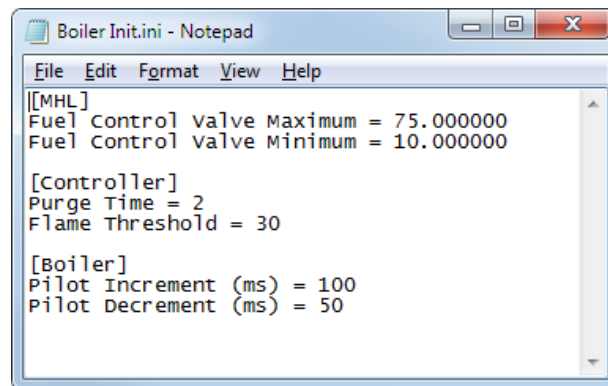 Boiler Init.ini - Notepad
File Edit Format View Help
[MHL]
Fuel Control Valve Maximum = 75.000000
Fuel Control Valve Minimum = 10.000000
[Controller]
Purge Time = 2
Flame Threshold = 30
[Boiler]
Pilot Increment (ms) = 100
Pilot Decrement (ms) = 50